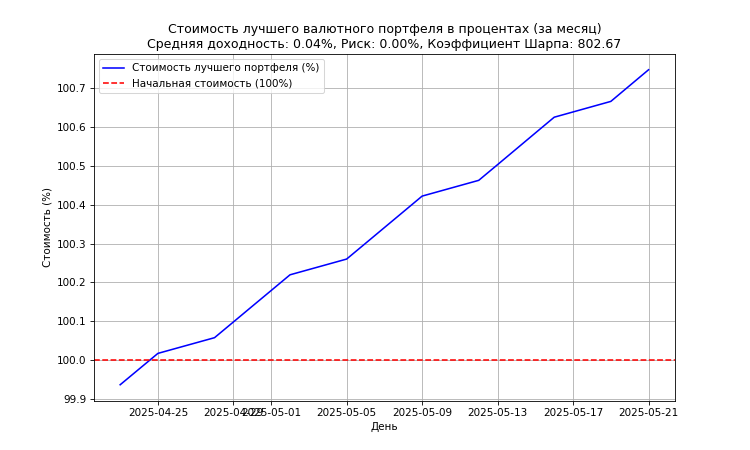 Стоимость лучшего валютного портфеля в процентах (за месяц)
Средняя доходность: 0.04%, Риск: 0.00%, Коэффициент Шарпа: 802.67
Стоимость лучшего портфеля (%)
Начальная стоимость (100%)
Стоимость (%)
100.7
100.6
100.5
100.4
100.3
100.2
100.1
100.0
99.9
2025-04-25 2025-04-29 2025-05-01 2025-05-05 2025-05-09 2025-05-13 2025-05-17 2025-05-21
День